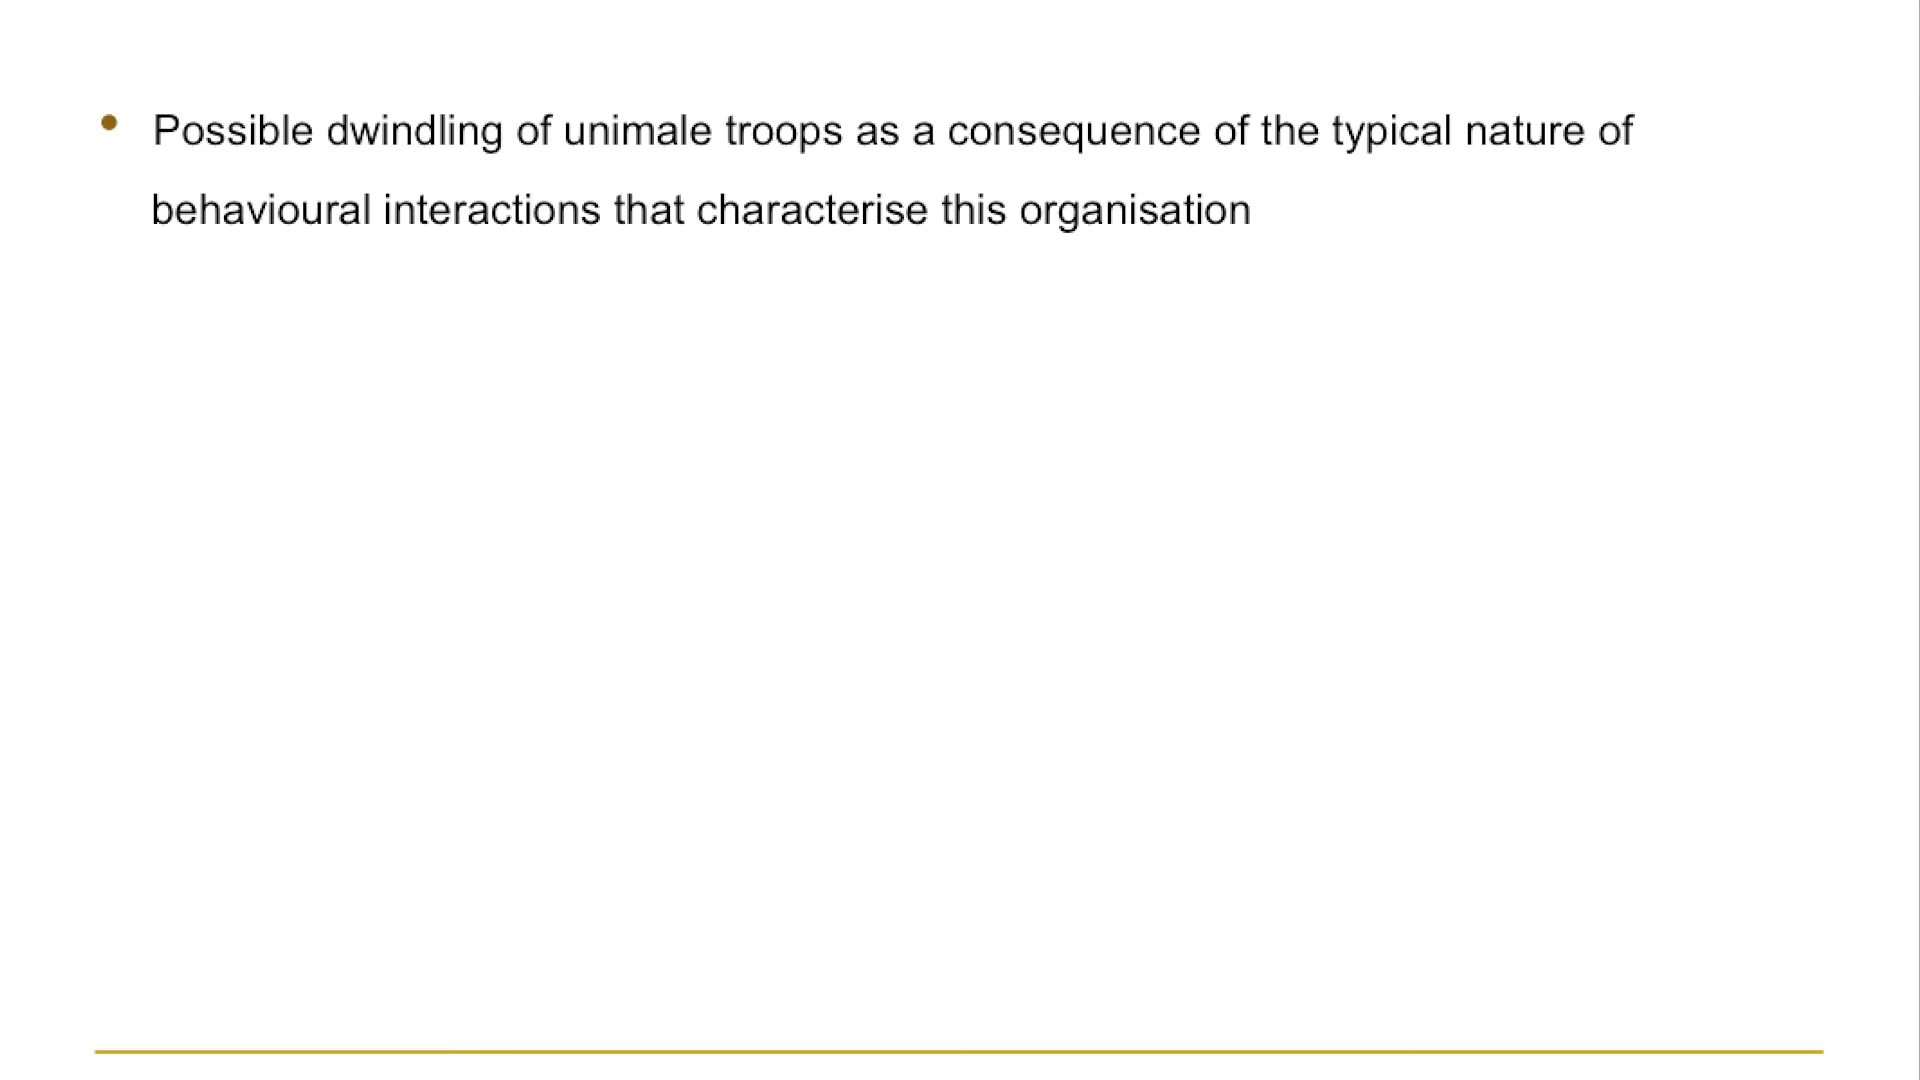 • Possible dwindling of unimale troops as a consequence of the typical nature of
behavioural interactions that characterise this organisation